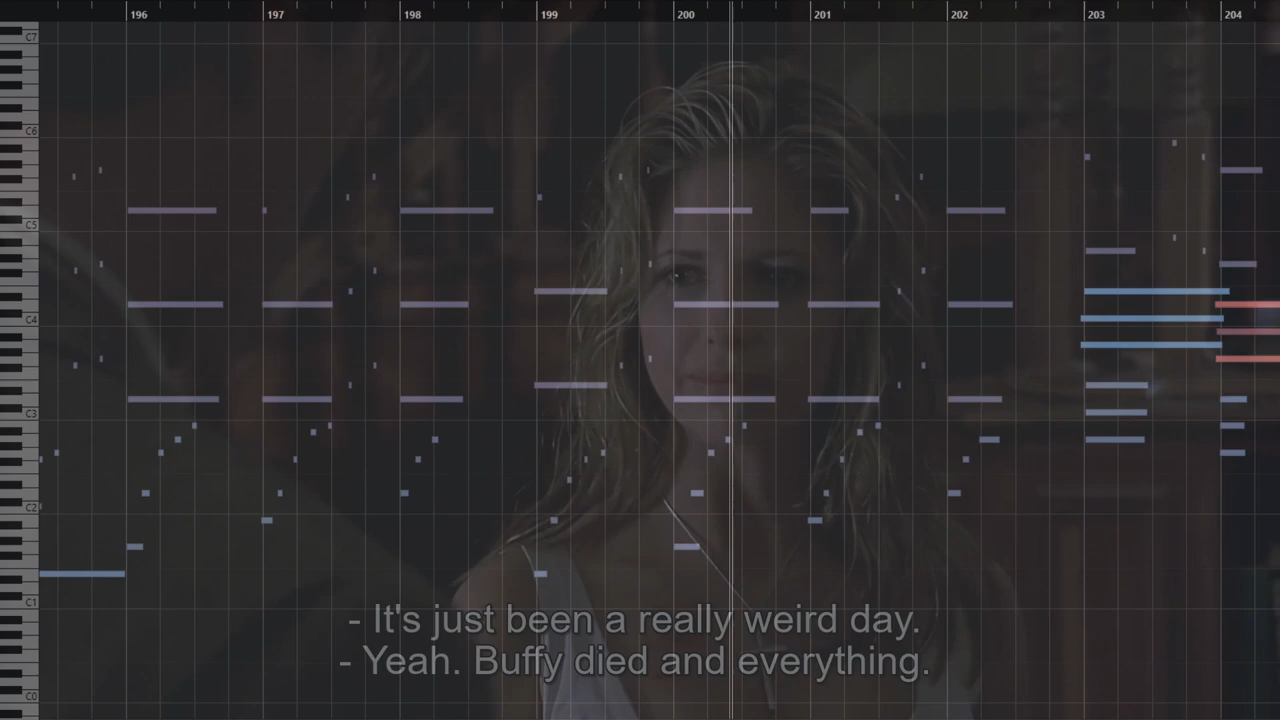 196 197 198 199 200 201 202 203 204
C7
C6
C5
C4
C3
C2
C1
C0
- It's just been a really weird day.
- Yeah. Buffy died and everything.